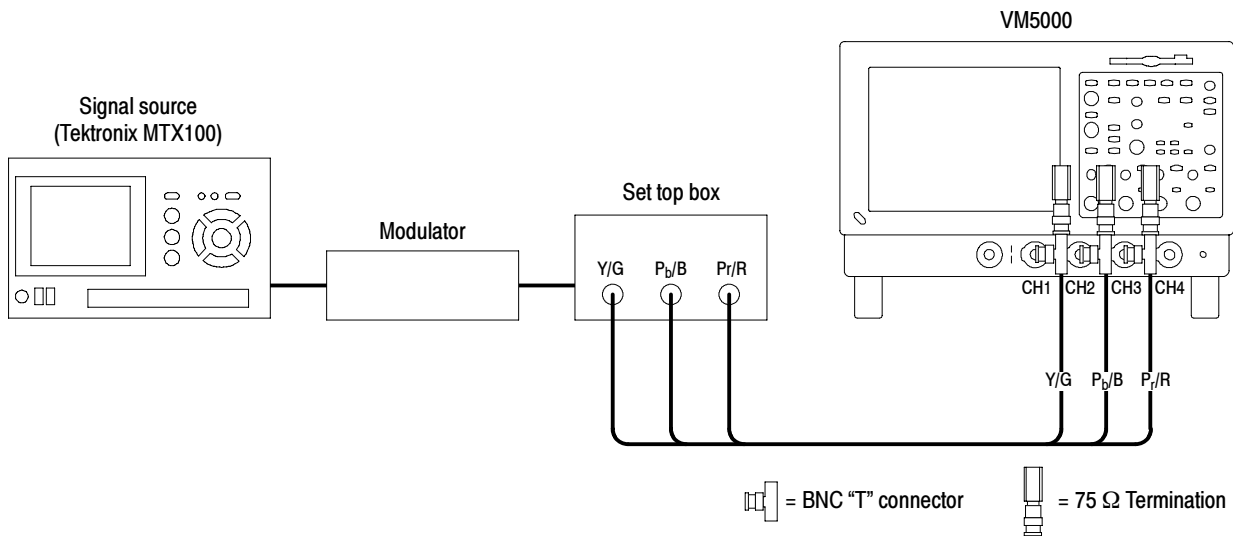 VM5000
Signal source
(Tektronix MTX100)
Set top box
Modulator
Y/G Pb/B Pr/R
CH1 CH2 CH3 CH4
Y/G Pb/B Pr/R
= BNC “T” connector
= 75 Ω Termination